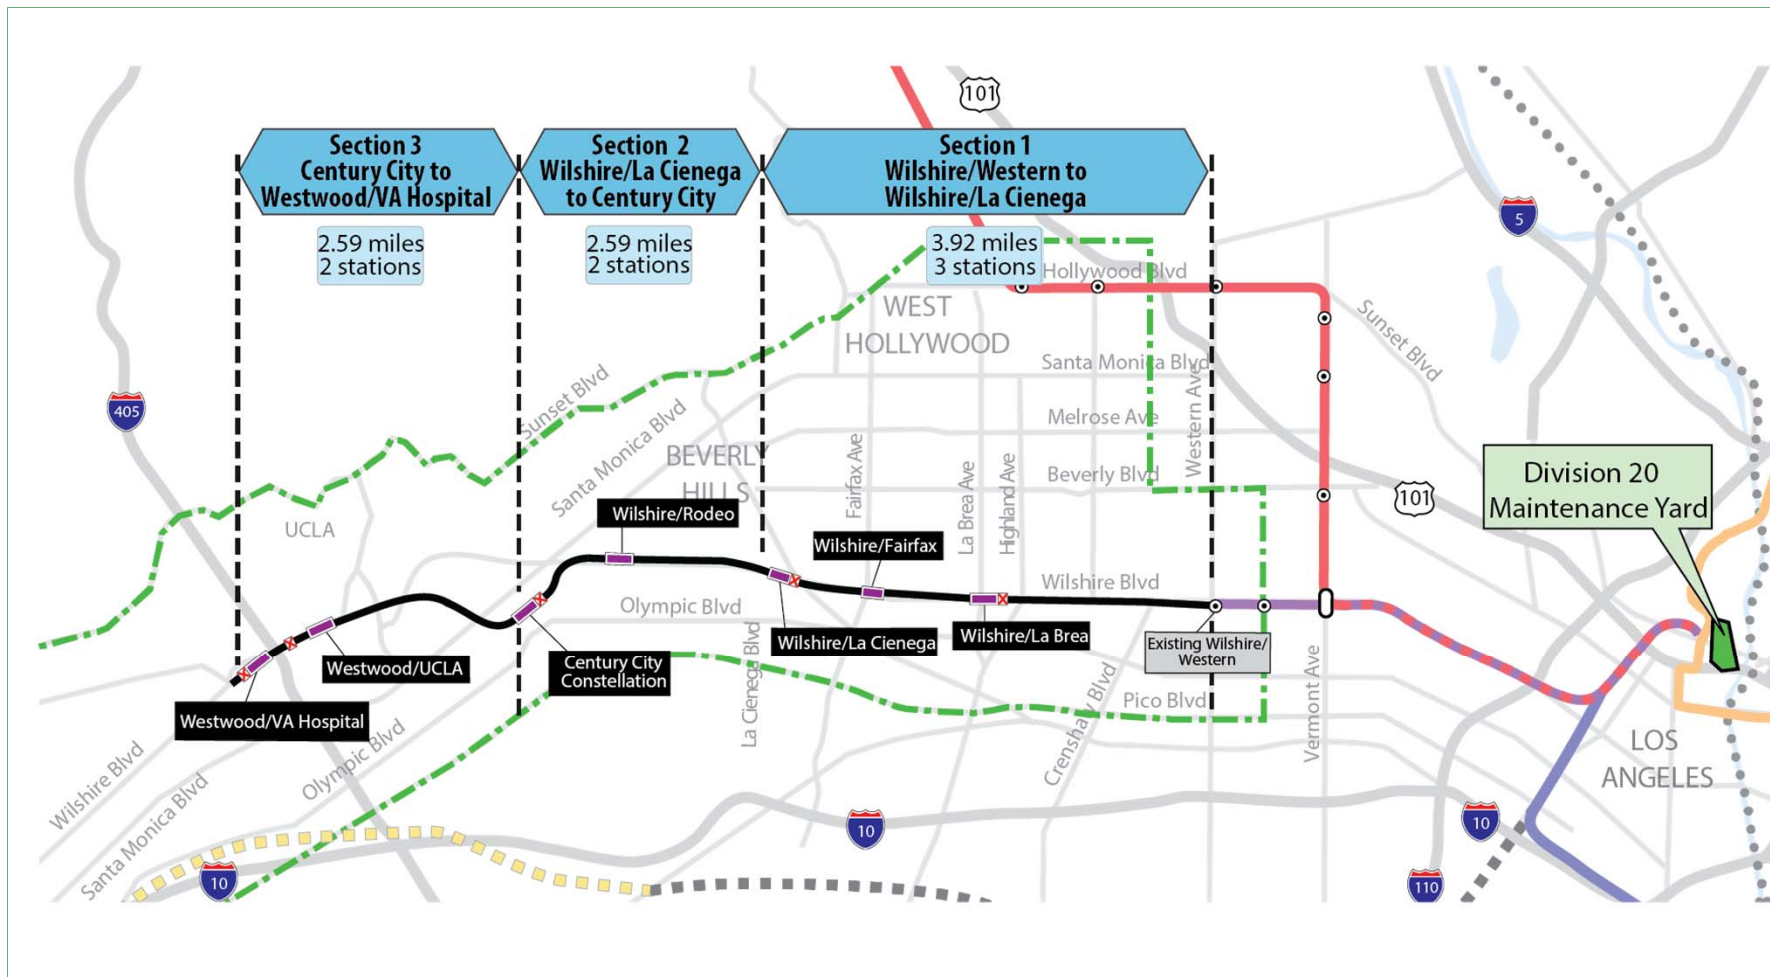 101
Section 3
Century City to
Westwood/VA Hospital
Section 2
Wilshire/La Cienega
to Century City
Section 1
Wilshire/Western to
Wilshire/La Cienega
2.59 miles
2 stations
2.59 miles
2 stations
3.92 miles
3 stations
5
Hollywood Blvd
WEST
HOLLYWOOD
Sunset Blvd
Santa Monica Blvd
Western Ave
405
Sunset Blvd
Santa Monica Blvd
Melrose Ave
BEVERLY
HILLS
Fairfax Ave
La Brea Ave
Highland Ave
Beverly Blvd
101
Division 20
Maintenance Yard
UCLA
Wilshire/Rodeo
Wilshire/Fairfax
Wilshire Blvd
Olympic Blvd
Wilshire/La Cienega
Wilshire/La Brea
Existing Wilshire/
Western
Westwood/UCLA
Century City
Constellation
La Cienega Blvd
Crenshaw Blvd
Pico Blvd
Vermont Ave
Westwood/VA Hospital
Wilshire Blvd
Santa Monica Blvd
Olympic Blvd
LOS
ANGELES
10
10
10
110